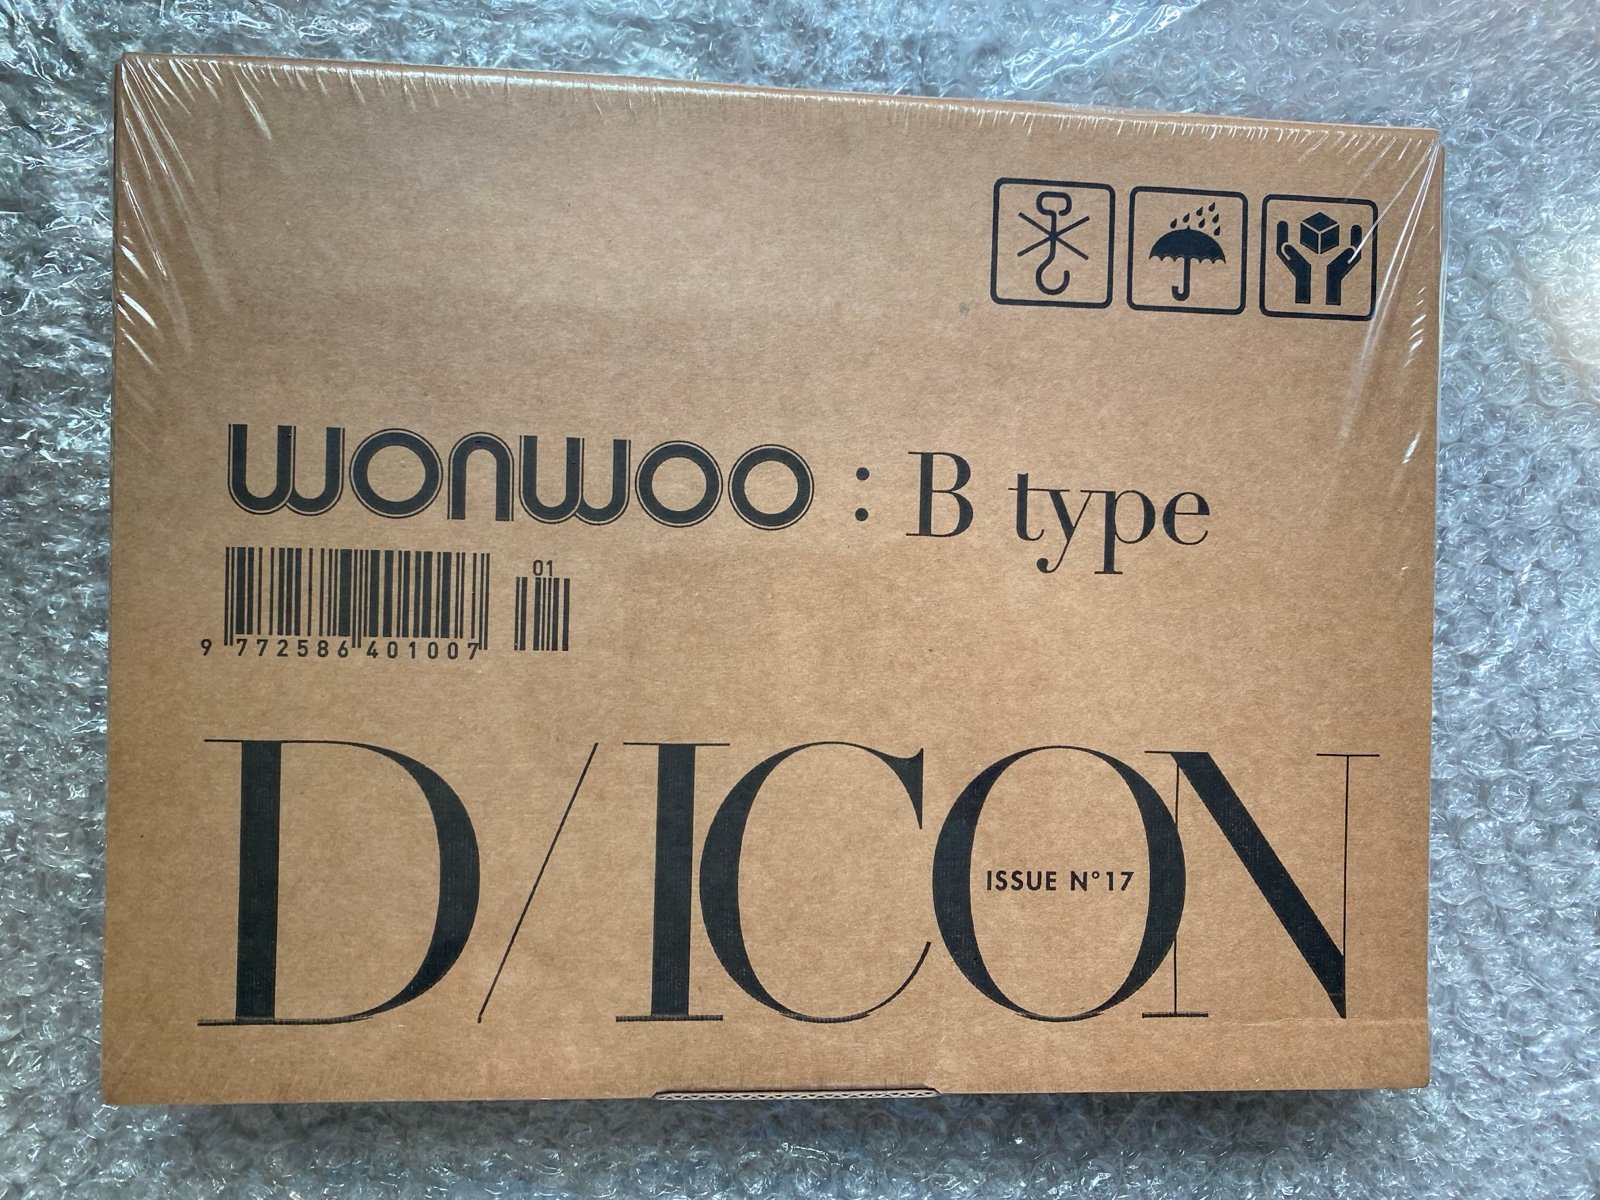 wonwoo : B type
01
9 772586 401007
D/ICON
ISSUE N°17